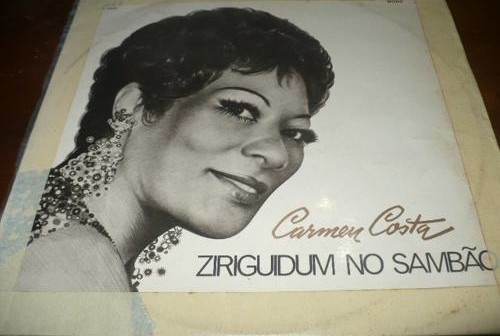 Carmen Costa
ZIRIGUIDUM NO SAMBÃO